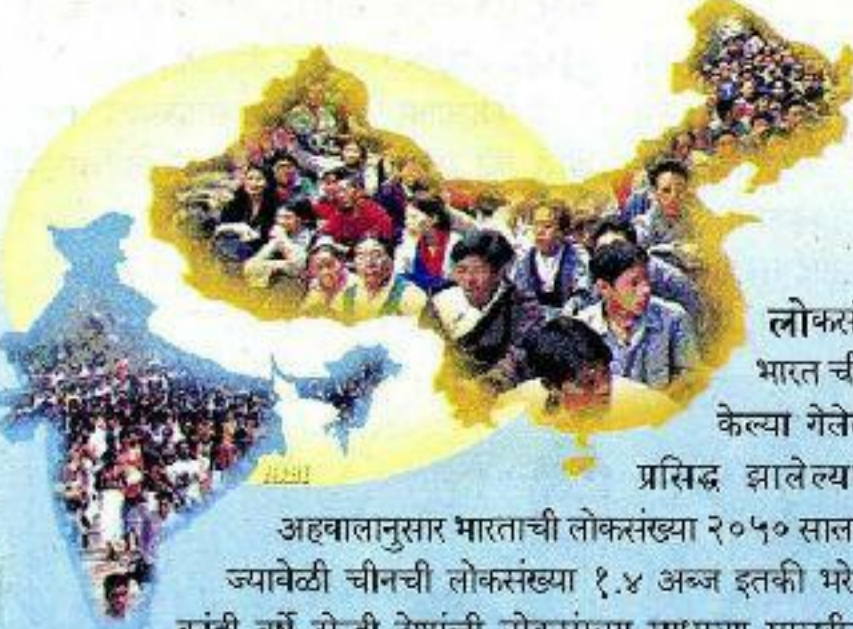 लोकसं
भारत ची
केल्या गेले
प्रसिद्ध झालेल्य
अहवालानुसार भारताची लोकसंख्या २०५० साल
ज्यावेळी चीनची लोकसंख्या १.४ अब्ज इतकी भरे